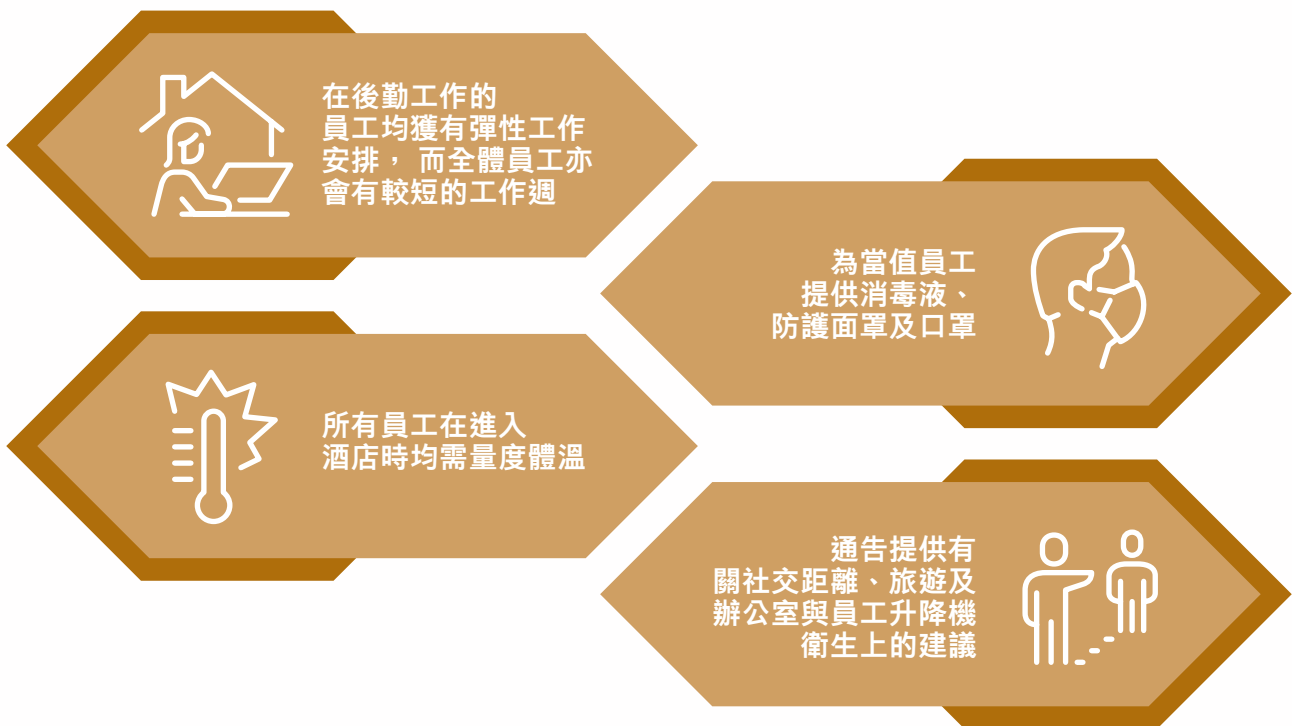 在後勤工作的
員工均獲有彈性工作
安排， 而全體員工亦
會有較短的工作週
為當值員工
提供消毒液、
防護面罩及口罩
所有員工在進入
酒店時均需量度體溫
通告提供有
關社交距離、旅遊及
辦公室與員工升降機
衛生上的建議